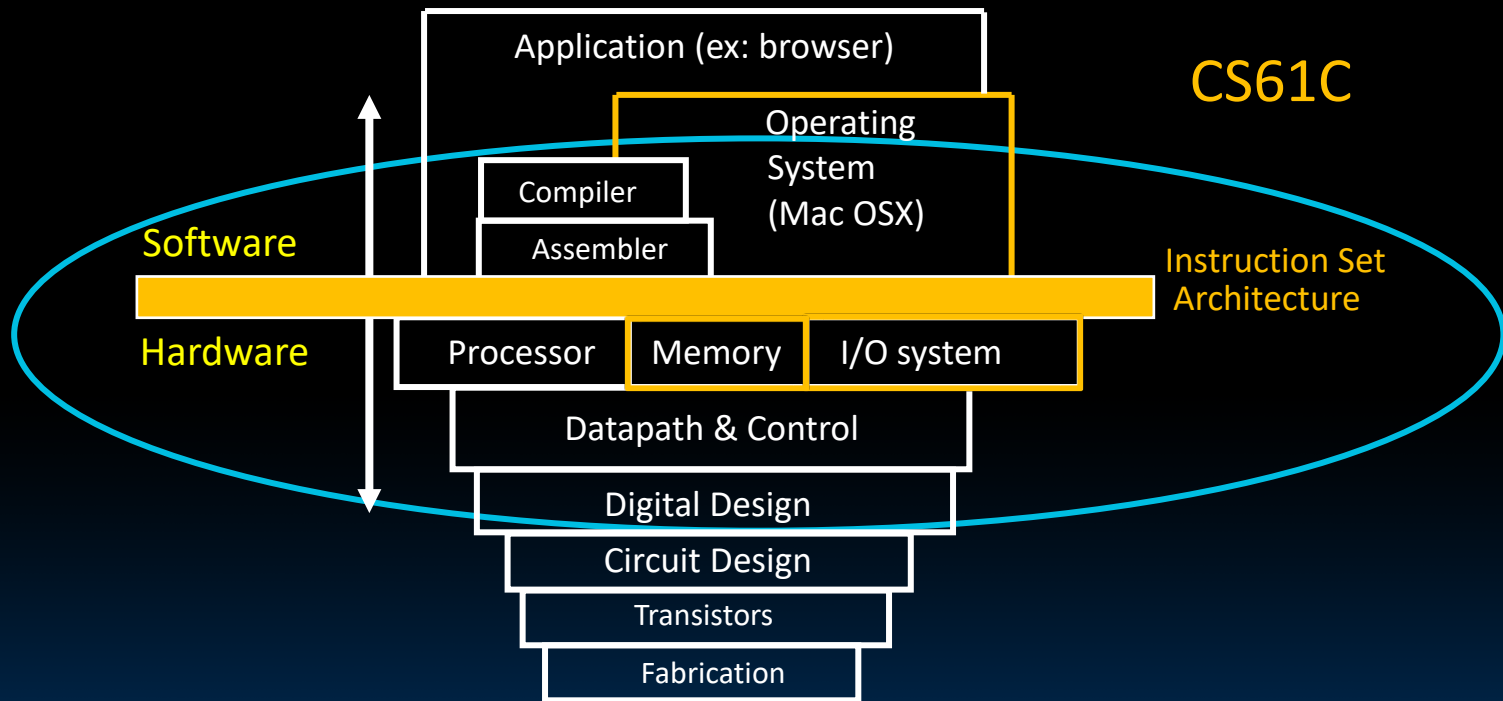 Application (ex: browser)
CS61C
Operating
System
(Mac OSX)
Compiler
Assembler
Software
Instruction Set
Architecture
Hardware
Processor
Memory
I/O system
Datapath & Control
Digital Design
Circuit Design
Transistors
Fabrication